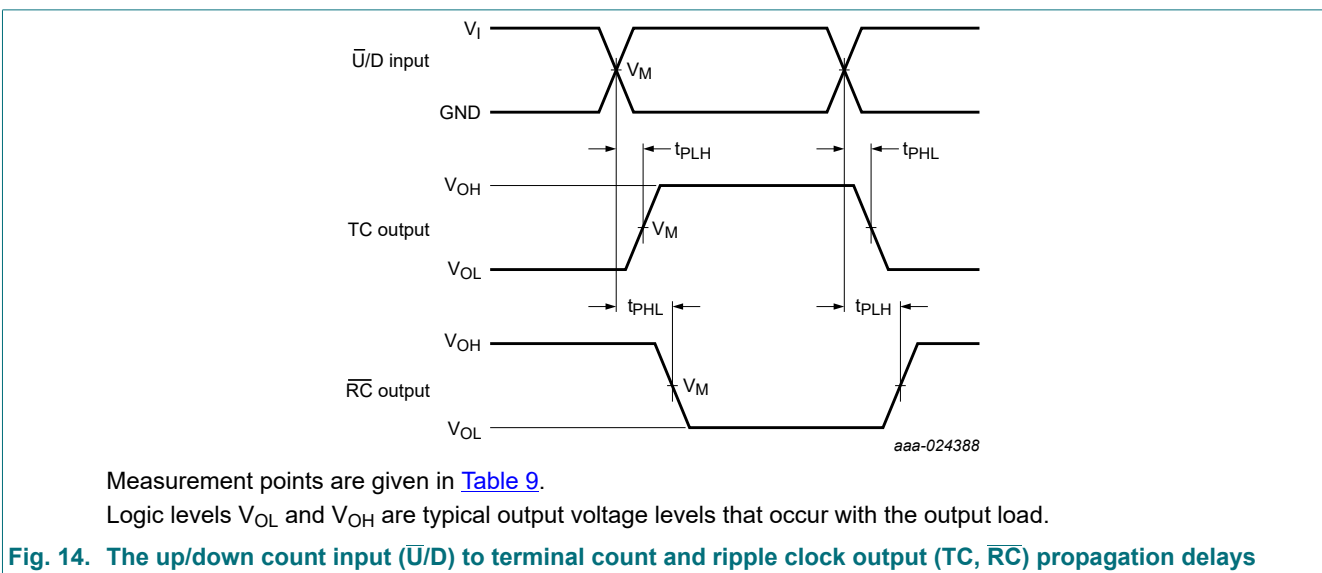 V_I
U̅/D input
V_M
GND
t_PLH
t_PHL
V_OH
TC output
V_M
V_OL
t_PHL
t_PLH
V_OH
R̅C̅ output
V_M
V_OL
aaa-024388
Measurement points are given in Table 9.
Logic levels V_OL and V_OH are typical output voltage levels that occur with the output load.
Fig. 14. The up/down count input (U̅/D) to terminal count and ripple clock output (TC, R̅C̅) propagation delays